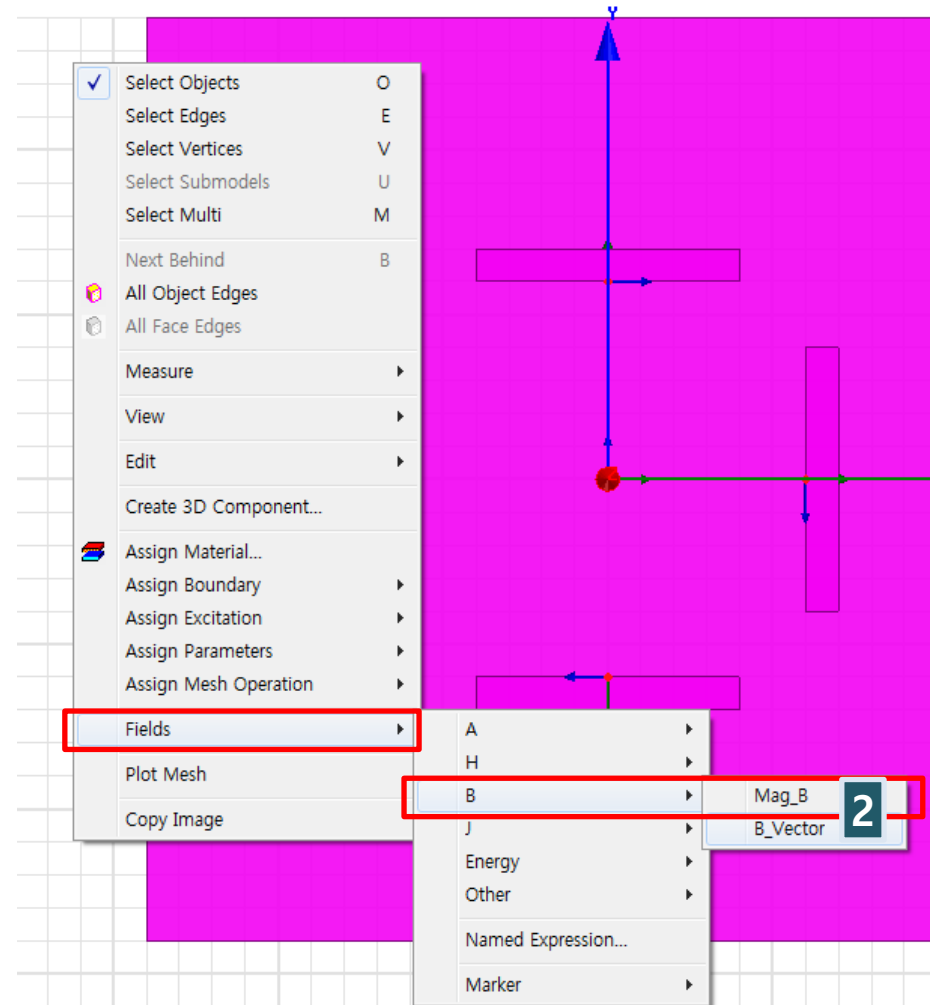 Y
Select Objects O
Select Edges E
Select Vertices V
Select Submodels U
Select Multi M
Next Behind B
All Object Edges
All Face Edges
Measure
View
Edit
Create 3D Component...
Assign Material...
Assign Boundary
Assign Excitation
Assign Parameters
Assign Mesh Operation
Fields
Plot Mesh
Copy Image
A
H
B
J
Energy
Other
Named Expression...
Marker
Mag_B
B_Vector
2